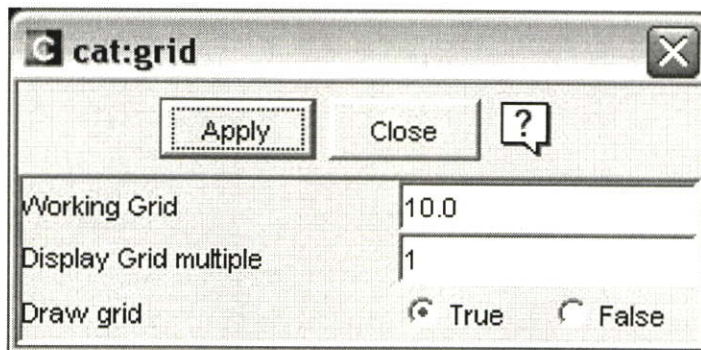 C cat:grid
Apply Close ?
Working Grid 10.0
Display Grid multiple 1
Draw grid True False